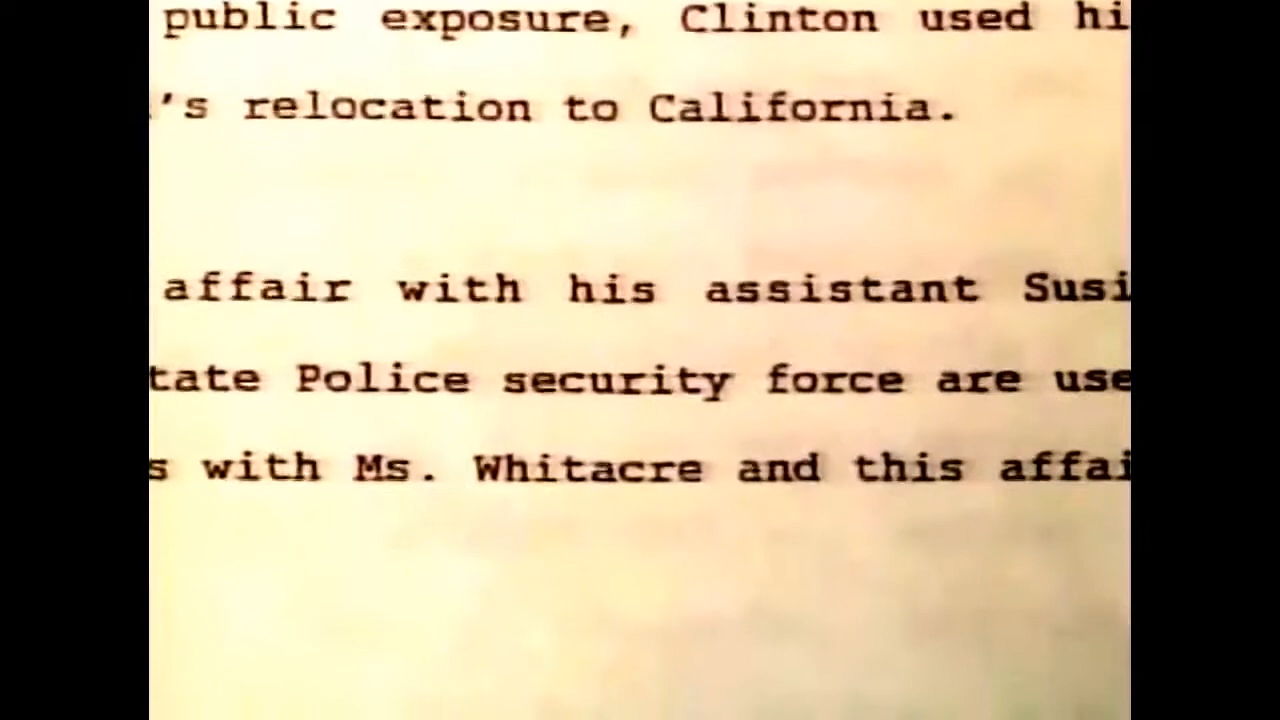 public exposure, Clinton used hi
's relocation to California.
affair with his assistant Susi
tate Police security force are use
s with Ms. Whitacre and this affai